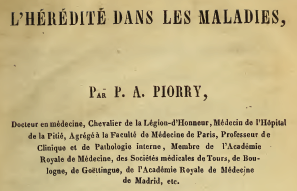 L'HÉRÉDITÉ DANS LES MALADIES,
PAR P. A. PIORRY,
Docteur en médecine, Chevalier de la Légion-d'Honneur, Médecin de l'Hôpital
de la Pitié, Agrégé à la Faculté de Médecine de Paris, Professeur de
Clinique et de Pathologie interne, Membre de l'Académie
Royale de Médecine, des Sociétés médicales de Tours, de Bou-
logne, de Goëttingue, de l'Académie Royale de Médecine
de Madrid, etc.